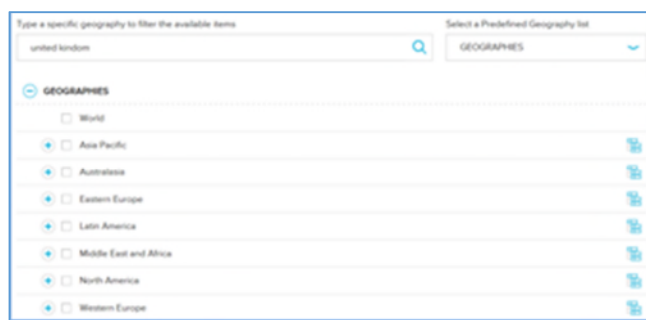 Type a specific geography to filter the available items
Select a Predefined Geography list
united kindom
GEOGRAPHIES
GEOGRAPHIES
World
Asia Pacific
Australasia
Eastern Europe
Latin America
Middle East and Africa
North America
Western Europe